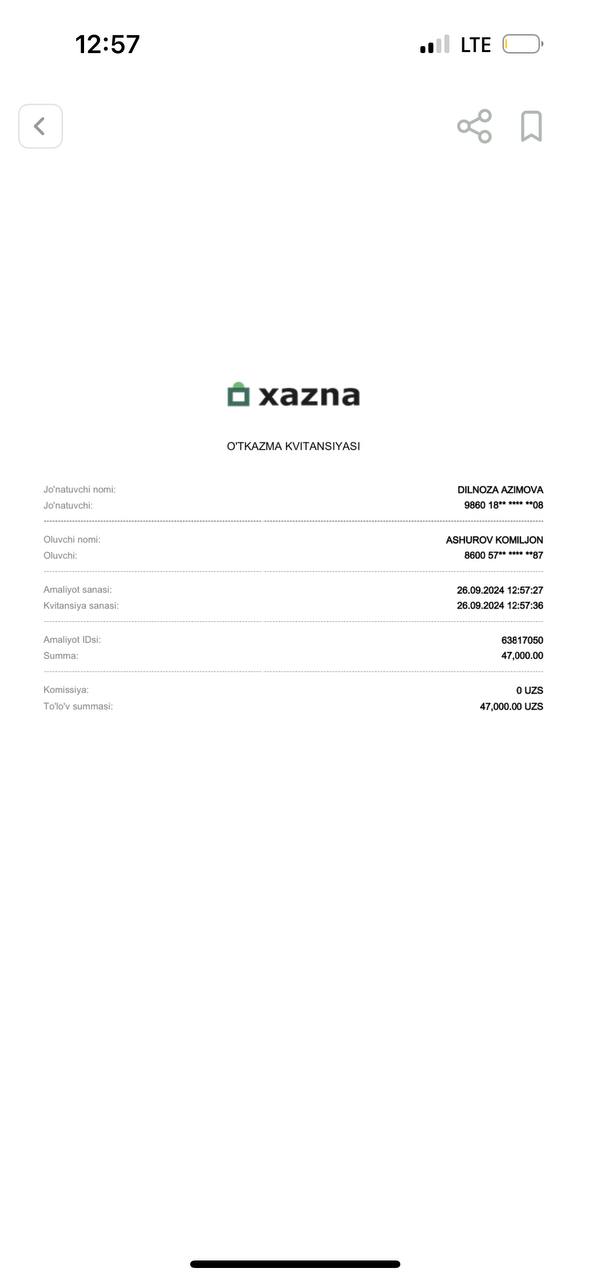 12:57
LTE
xazna
O'TKAZMA KVITANSIYASI
Jo'natuvchi nomi: DILNOZA AZIMOVA
Jo'natuvchi: 9860 18** **** **08
Oluvchi nomi: ASHUROV KOMILJON
Oluvchi: 8600 57** **** **87
Amaliyot sanasi: 26.09.2024 12:57:27
Kvitansiya sanasi: 26.09.2024 12:57:36
Amaliyot IDsi: 63817050
Summa: 47,000.00
Komissiya: 0 UZS
To'lo'v summasi: 47,000.00 UZS